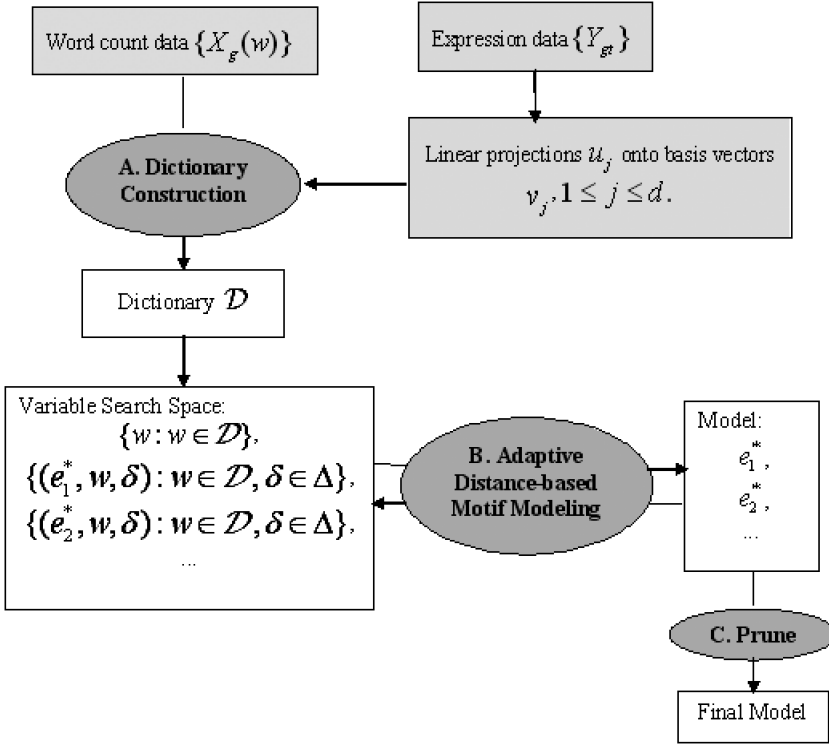 Word count data {X_g(w)}
Expression data {Y_gt}
Linear projections u_j onto basis vectors
v_j, 1 ≤ j ≤ d.
A. Dictionary
Construction
Dictionary 𝒟
Variable Search Space:
{w : w ∈ 𝒟},
{(e_1^*, w, δ) : w ∈ 𝒟, δ ∈ Δ},
{(e_2^*, w, δ) : w ∈ 𝒟, δ ∈ Δ},
...
B. Adaptive
Distance-based
Motif Modeling
Model:
e_1^*,
e_2^*,
...
C. Prune
Final Model